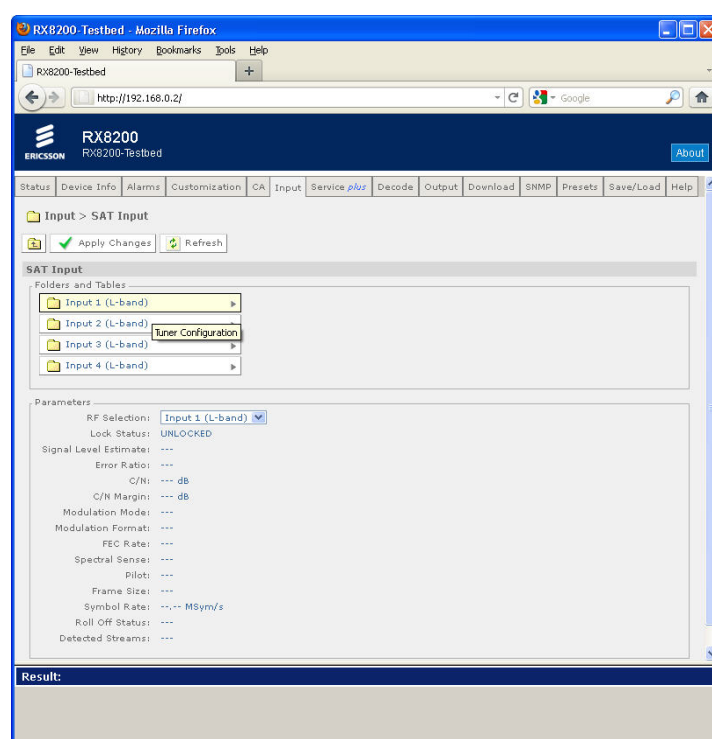 RX8200-Testbed - Mozilla Firefox
File Edit View History Bookmarks Tools Help
RX8200-Testbed
http://192.168.0.2/
Google
ERICSSON
RX8200
RX8200-Testbed
About
Status Device Info Alarms Customization CA Input Service plus Decode Output Download SNMP Presets Save/Load Help
Input > SAT Input
Apply Changes Refresh
SAT Input
Folders and Tables
Input 1 (L-band)
Input 2 (L-band)
Tuner Configuration
Input 3 (L-band)
Input 4 (L-band)
Parameters
RF Selection: Input 1 (L-band)
Lock Status: UNLOCKED
Signal Level Estimate: ---
Error Ratio: ---
C/N: --- dB
C/N Margin: --- dB
Modulation Mode: ---
Modulation Format: ---
FEC Rate: ---
Spectral Sense: ---
Pilot: ---
Frame Size: ---
Symbol Rate: --.-- MSym/s
Roll Off Status: ---
Detected Streams: ---
Result: